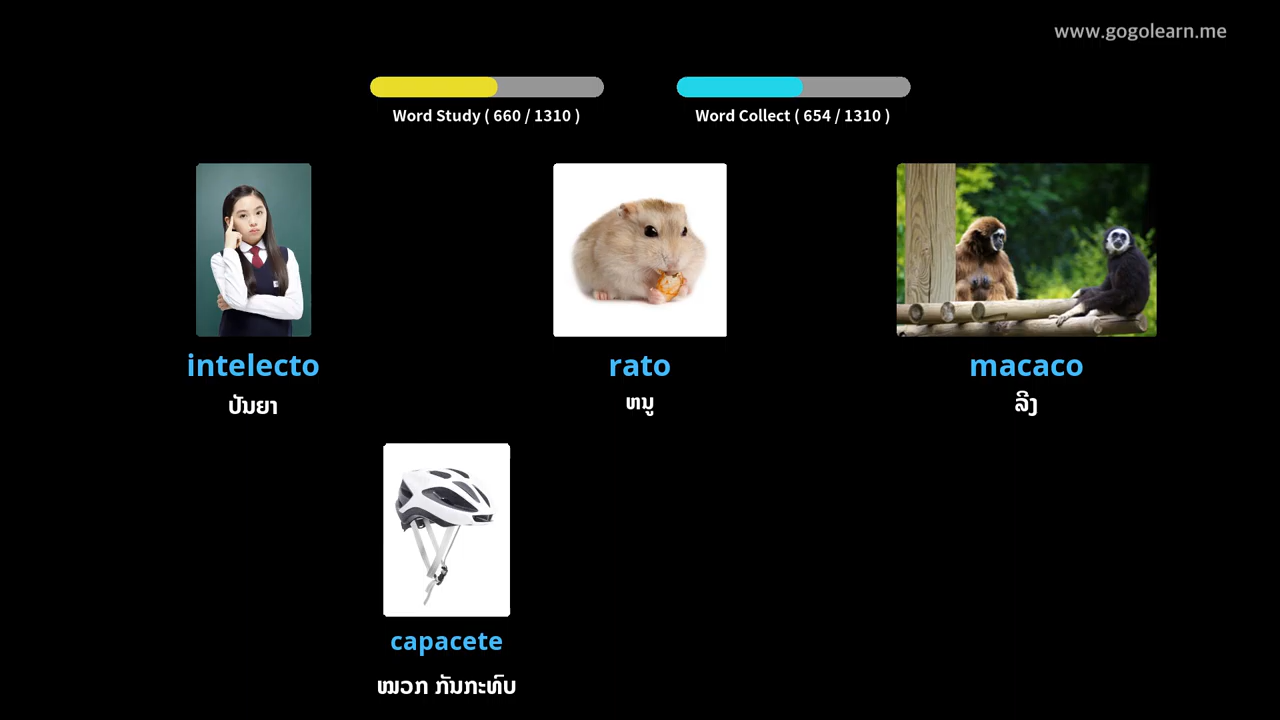 www.gogolearn.me
Word Study ( 660 / 1310 )
Word Collect ( 654 / 1310 )
intelecto
ປັນຍາ
rato
ຫນູ
macaco
ລີງ
capacete
ໝວກ ກັນກະທົບ